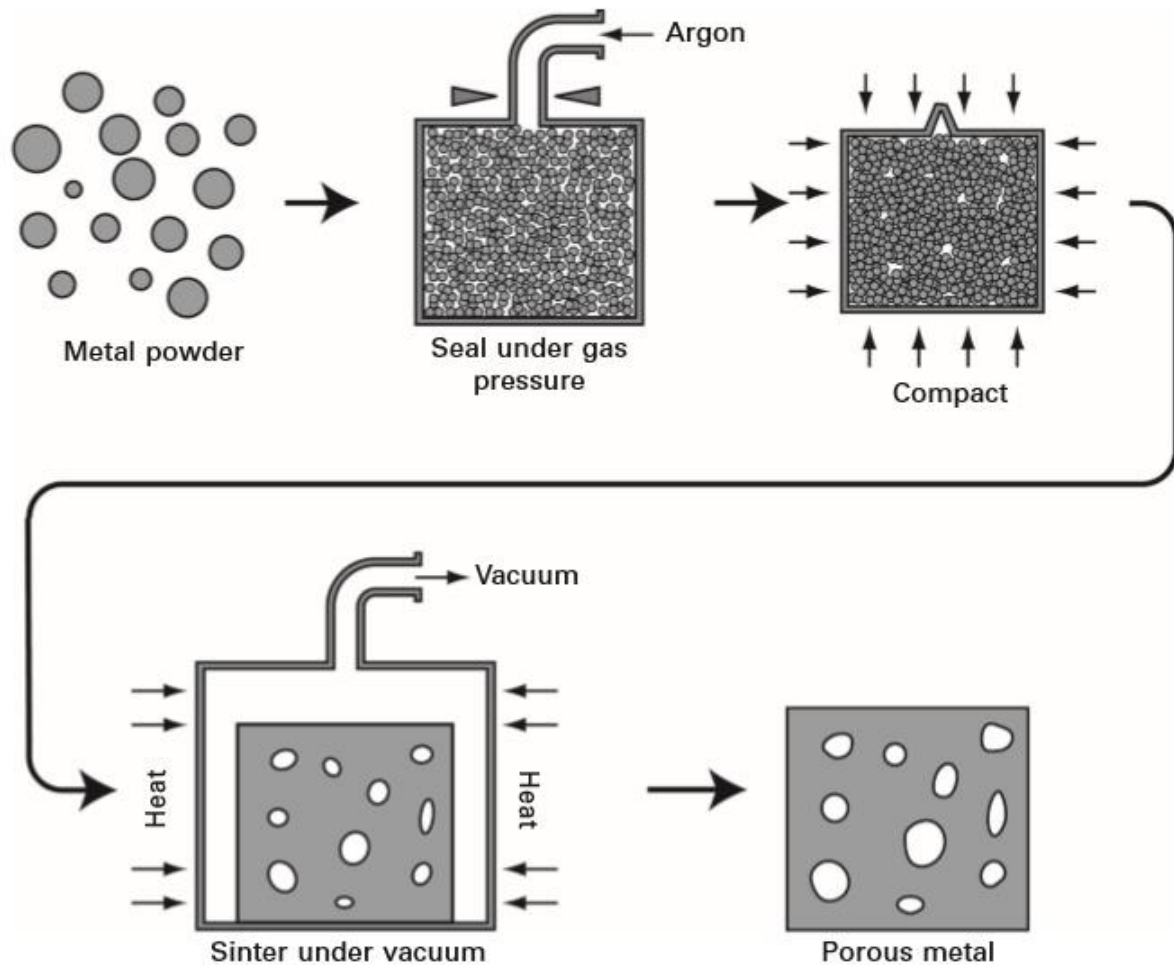 Argon
Metal powder
Seal under gas
pressure
Compact
Vacuum
Heat
Heat
Sinter under vacuum
Porous metal